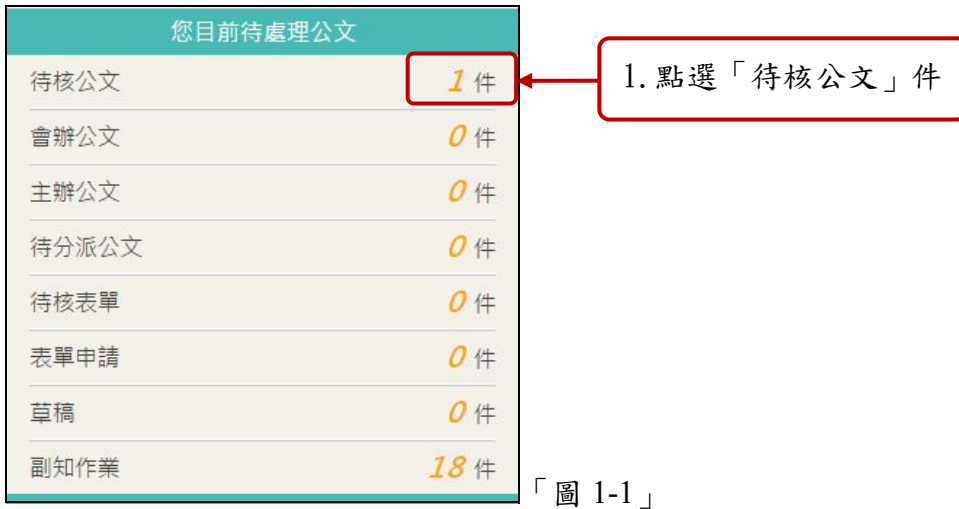 您目前待處理公文
待核公文 1 件
1.點選「待核公文」件
會辦公文 0 件
主辦公文 0 件
待分派公文 0 件
待核表單 0 件
表單申請 0 件
草稿 0 件
副知作業 18 件
「圖 1-1」